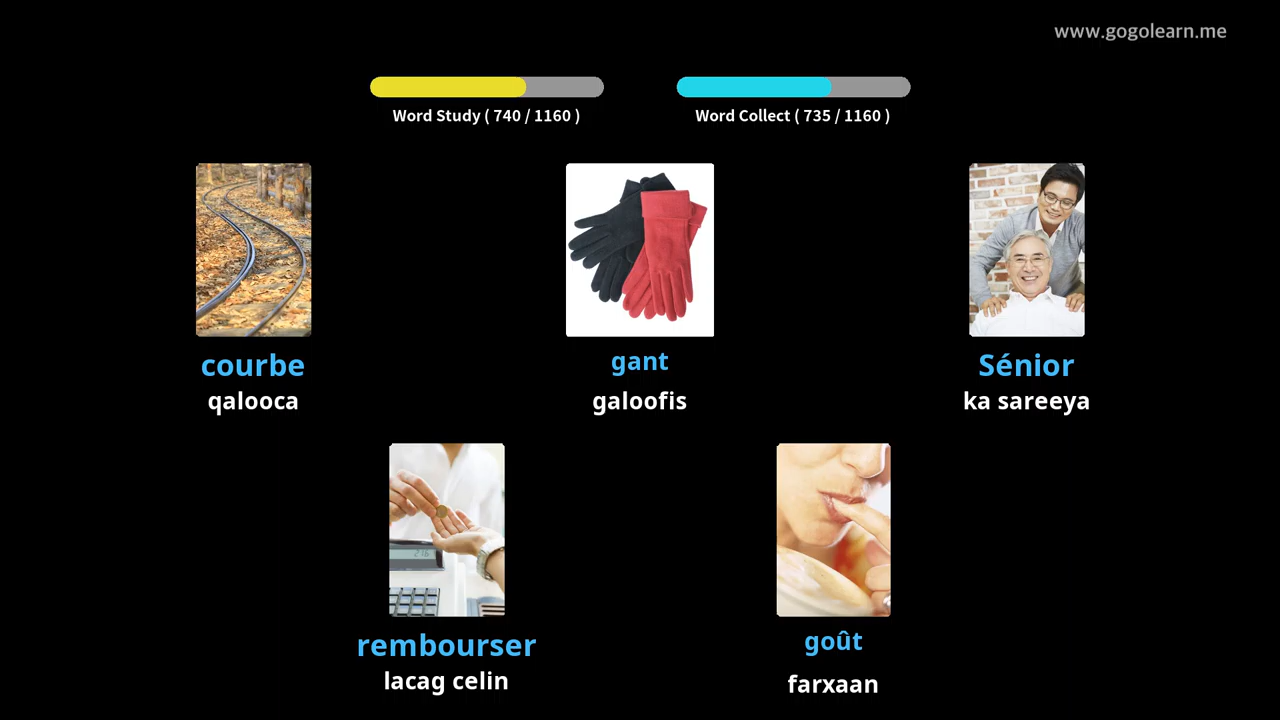 www.gogolearn.me
Word Study ( 740 / 1160 )
Word Collect ( 735 / 1160 )
courbe
qalooca
gant
galoofis
Sénior
ka sareeya
rembourser
lacag celin
goût
farxaan